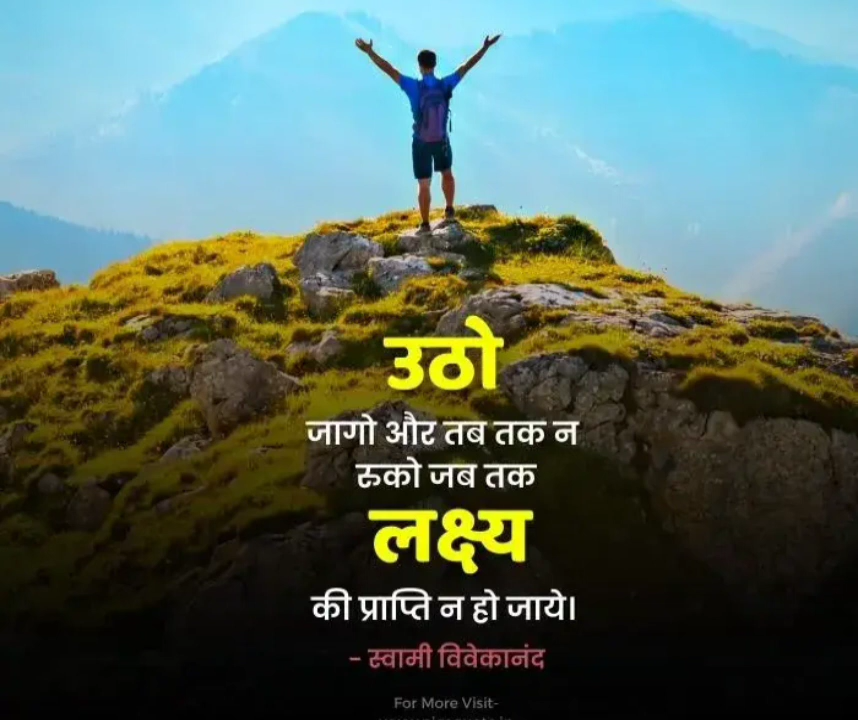 उठो
जागो और तब तक न
रुको जब तक
लक्ष्य
की प्राप्ति न हो जाये।
- स्वामी विवेकानंद
For More Visit-